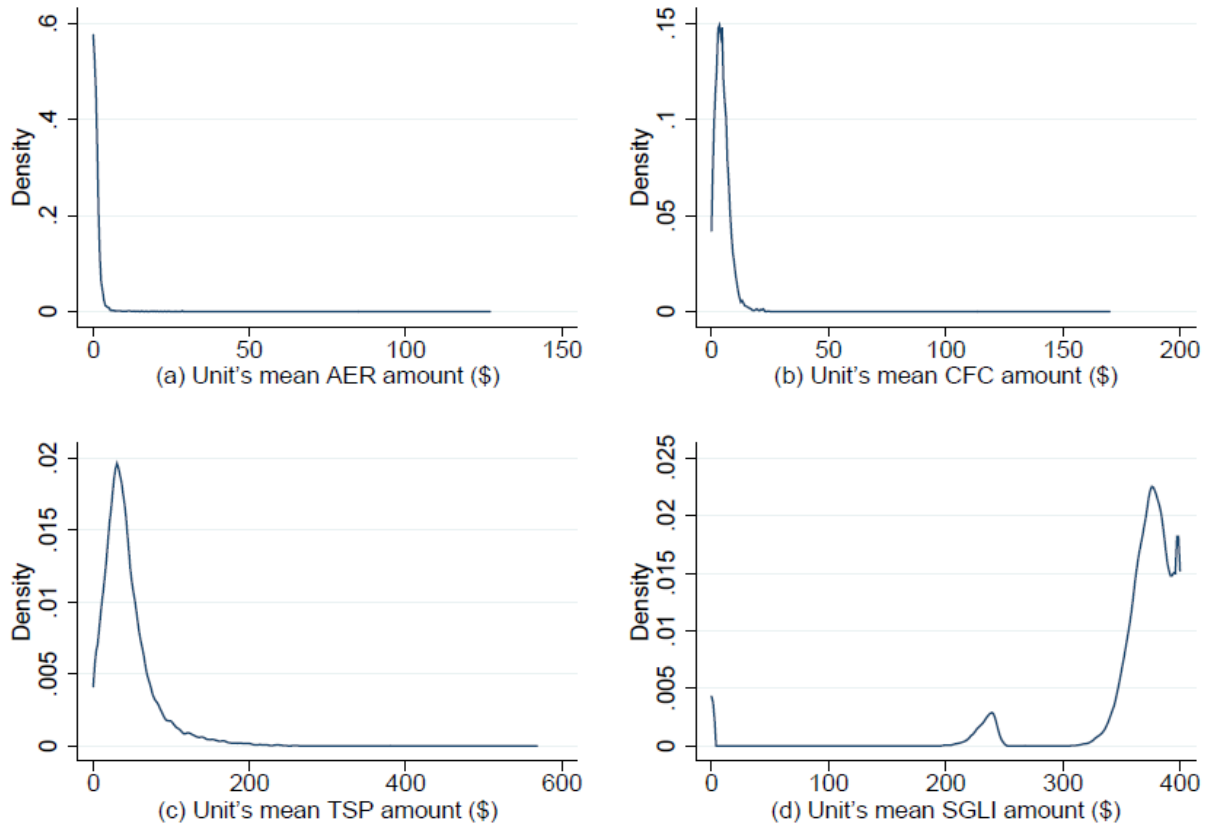 Density
0 .2 .4 .6
0 50 100 150
(a) Unit's mean AER amount ($)
Density
0 .05 .1 .15
0 50 100 150 200
(b) Unit's mean CFC amount ($)
Density
0 .005 .01 .015 .02
0 200 400 600
(c) Unit's mean TSP amount ($)
Density
0 .005 .01 .015 .02 .025
0 100 200 300 400
(d) Unit's mean SGLI amount ($)